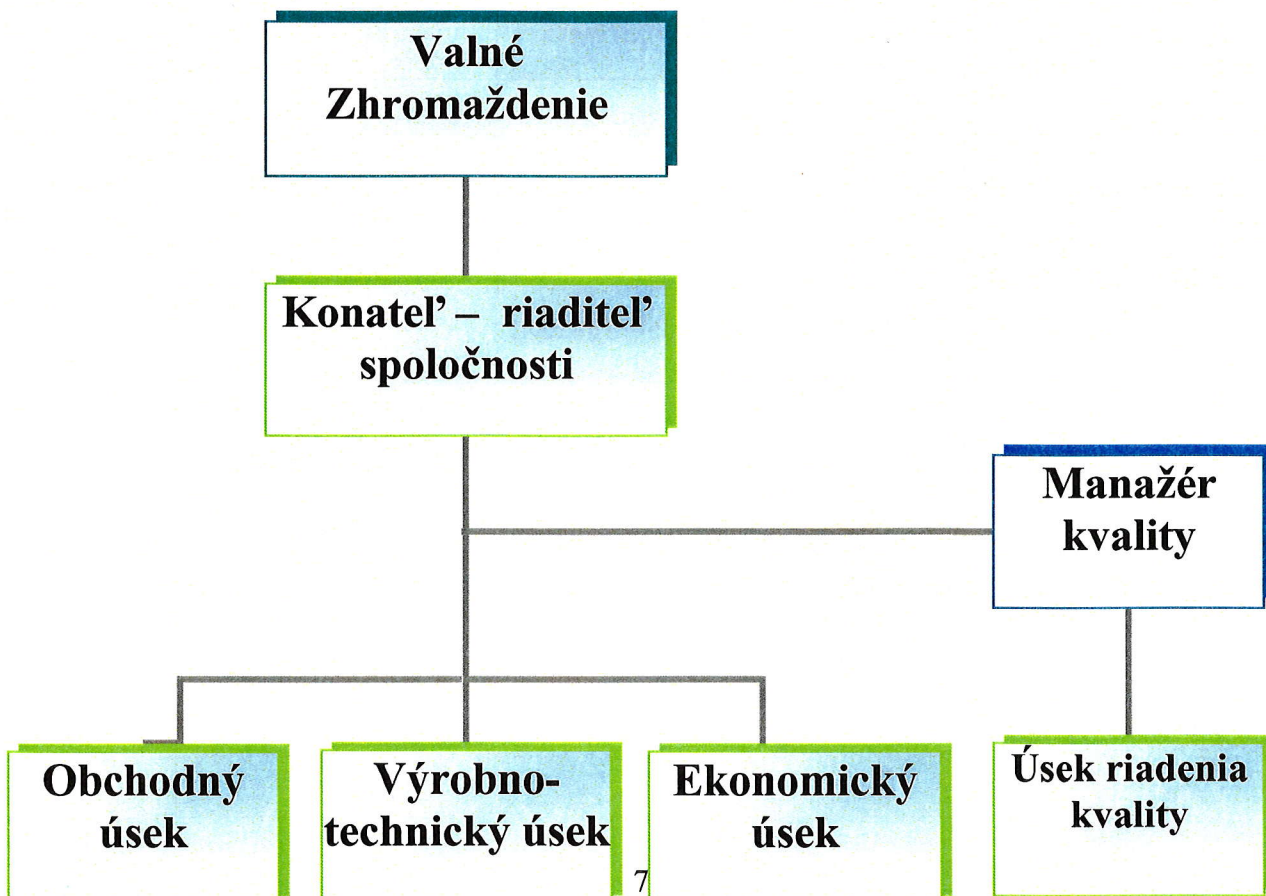 Valné
Zhromaždenie
Konateľ – riaditeľ
spoločnosti
Manažér
kvality
Obchodný
úsek
Výrobno-
technický úsek
Ekonomický
úsek
Úsek riadenia
kvality
7